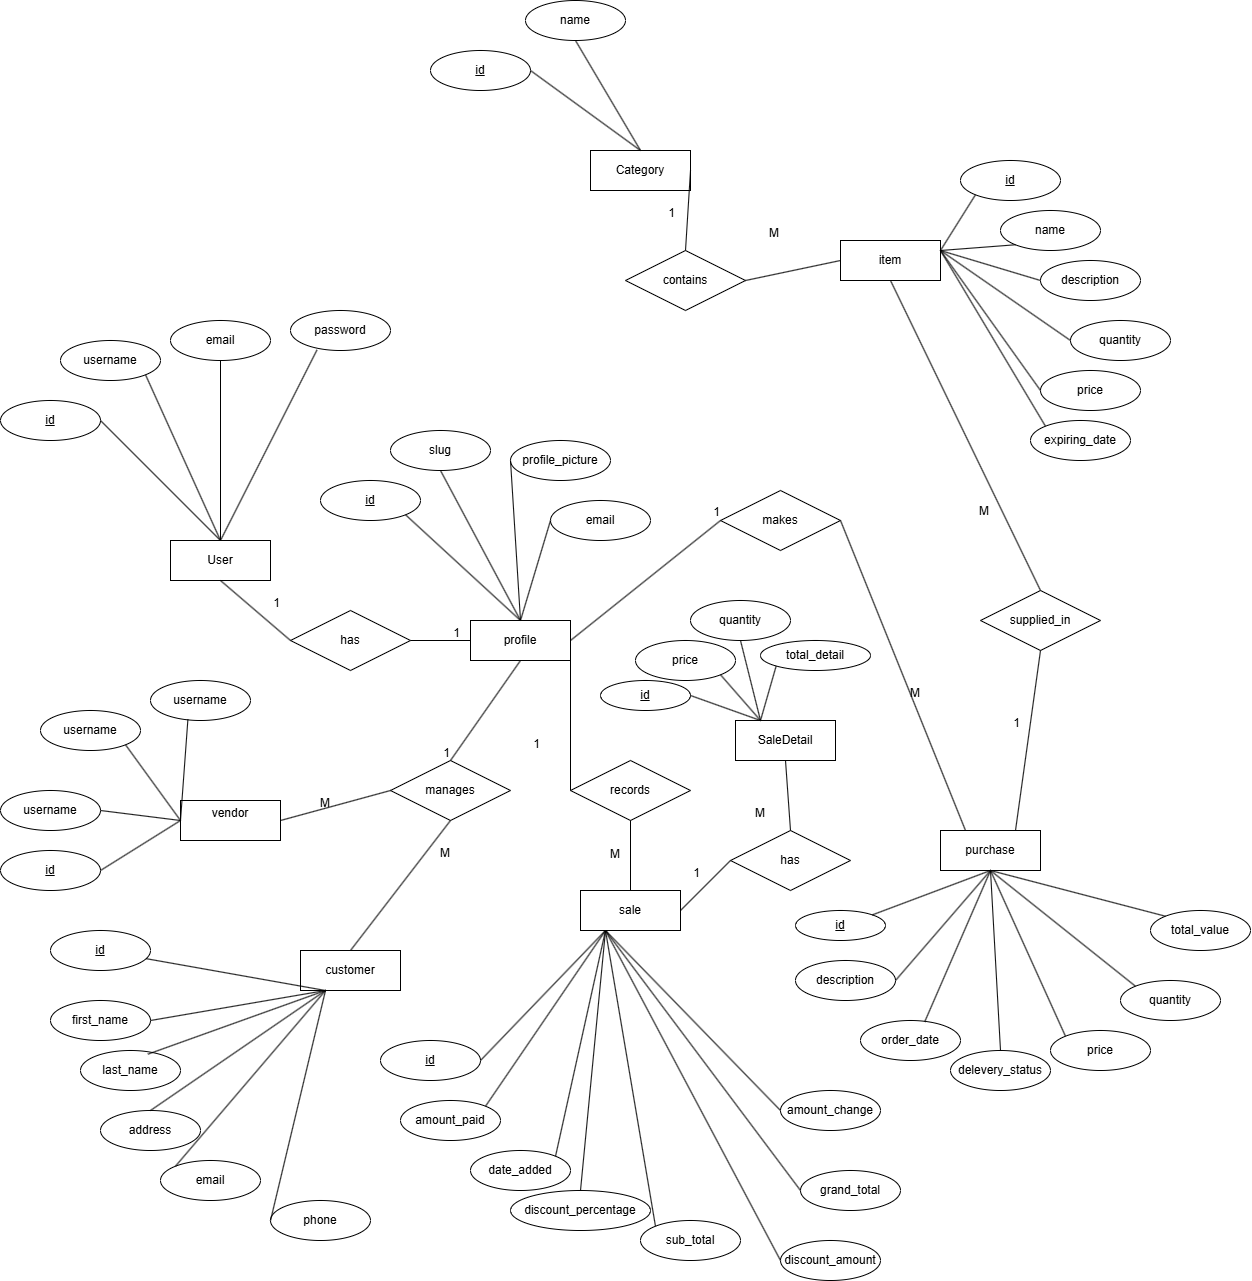 name
id
Category
id
1
name
M
item
contains
description
password
email
quantity
username
price
id
expiring_date
slug
profile_picture
id
email
1
makes
M
User
1
supplied_in
quantity
has
1
profile
total_detail
price
id
M
username
1
username
1
SaleDetail
1
manages
records
M
username
vendor
M
M
M
purchase
1
has
id
sale
id
total_value
id
customer
description
quantity
first_name
order_date
price
id
last_name
delevery_status
amount_change
amount_paid
address
date_added
email
grand_total
discount_percentage
phone
sub_total
discount_amount